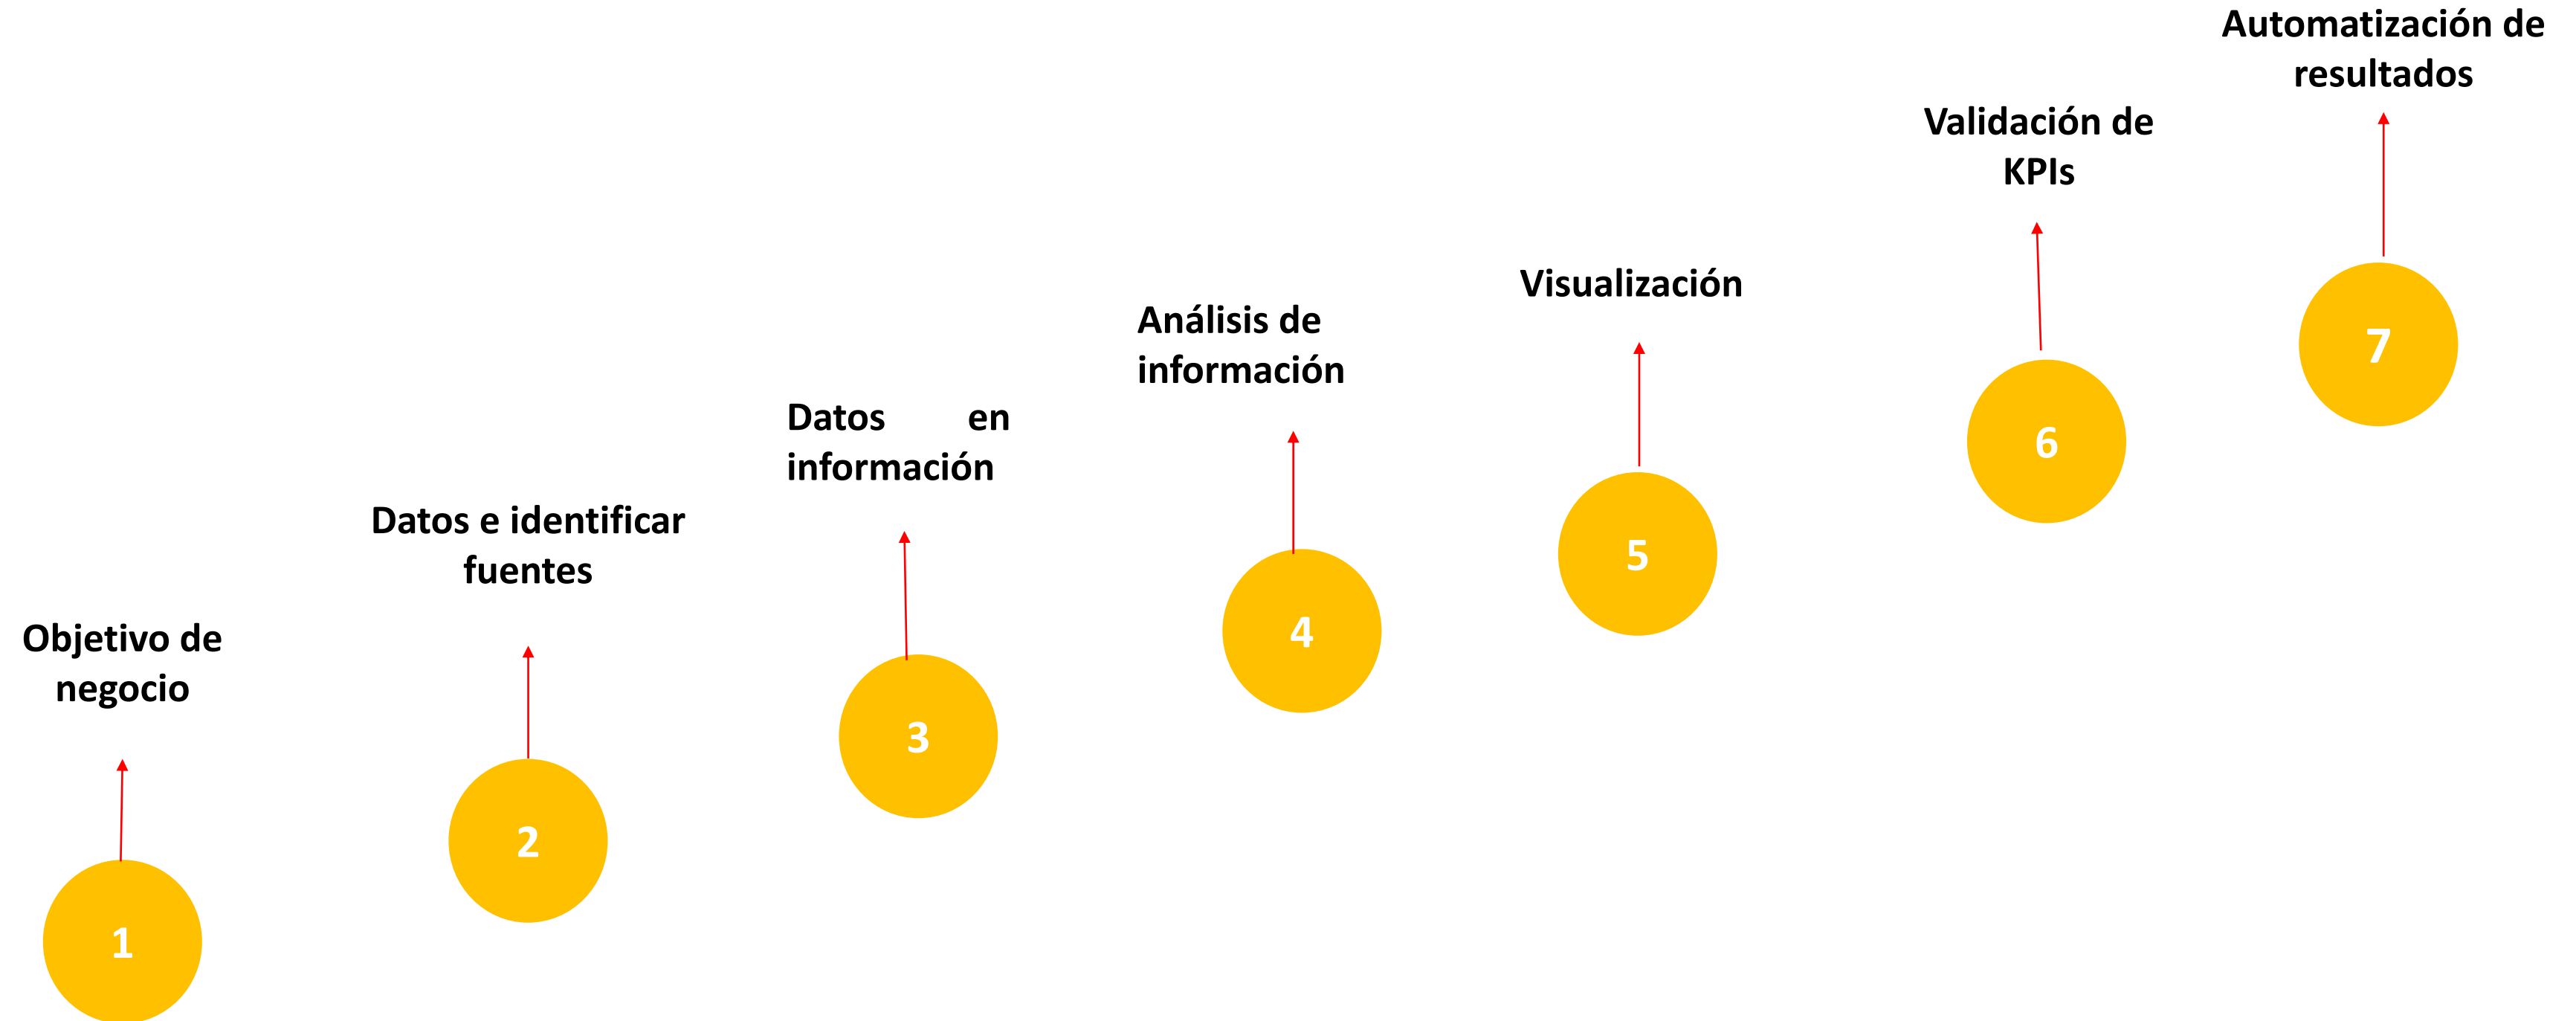 Objetivo de
negocio
1
Datos e identificar
fuentes
2
Datos en
información
3
Análisis de
información
4
Visualización
5
Validación de
KPIs
6
Automatización de
resultados
7